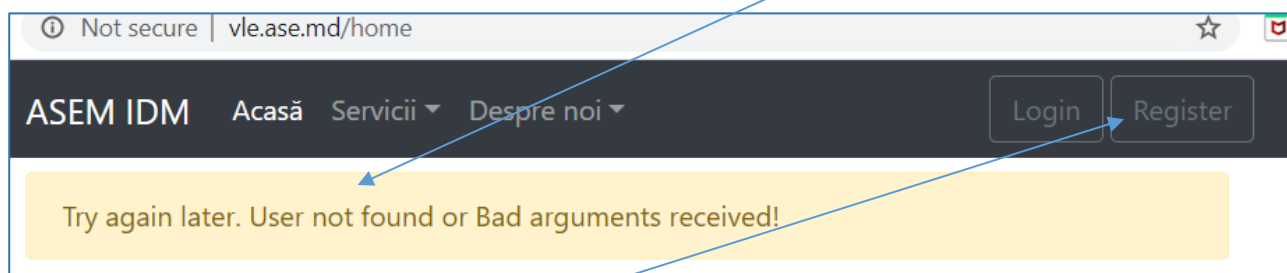 Not secure | vle.ase.md/home
ASEM IDM Acasă Servicii Despre noi Login Register
Try again later. User not found or Bad arguments received!